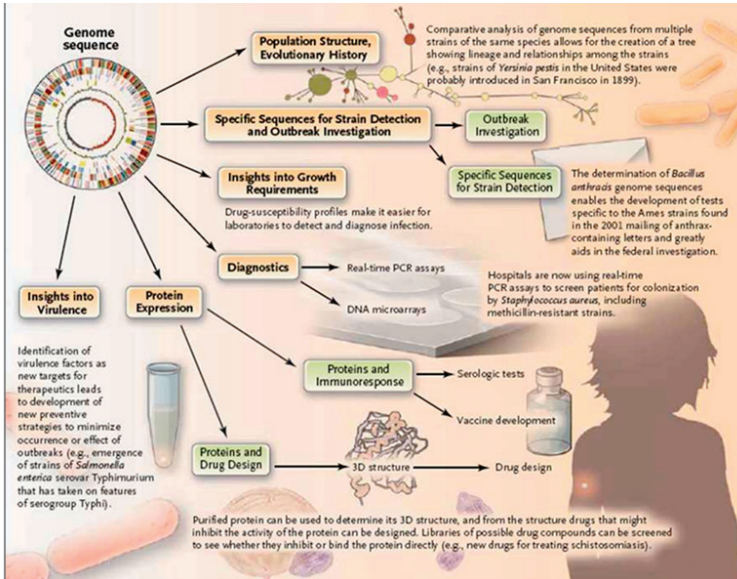 Genome
sequence
Population Structure,
Evolutionary History
Comparative analysis of genome sequences from multiple
strains of the same species allows for the creation of a tree
showing lineage and relationships among the strains
(e.g., strains of Yersinia pestis in the United States were
probably introduced in San Francisco in 1899).
Specific Sequences for Strain Detection
and Outbreak Investigation
Outbreak
Investigation
Specific Sequences
for Strain Detection
The determination of Bacillus
anthracis genome sequences
enables the development of tests
specific to the Ames strains found
in the 2001 mailing of anthrax-
containing letters and greatly
aids in the federal investigation.
Insights into Growth
Requirements
Drug-susceptibility profiles make it easier for
laboratories to detect and diagnose infection.
Diagnostics
Real-time PCR assays
DNA microarrays
Hospitals are now using real-time
PCR assays to screen patients for colonization
by Staphylococcus aureus, including
methicillin-resistant strains.
Insights into
Virulence
Protein
Expression
Identification of
virulence factors as
new targets for
therapeutics leads
to development of
new preventive
strategies to minimize
occurrence or effect of
outbreaks (e.g., emergence
of strains of Salmonella
enterica serovar Typhimurium
that has taken on features
of serogroup Typhi).
Proteins and
Immunoresponse
Serologic tests
Vaccine development
Proteins and
Drug Design
3D structure
Drug design
Purified protein can be used to determine its 3D structure, and from the structure drugs that might
inhibit the activity of the protein can be designed. Libraries of possible drug compounds can be screened
to see whether they inhibit or bind the protein directly (e.g., new drugs for treating schistosomiasis).